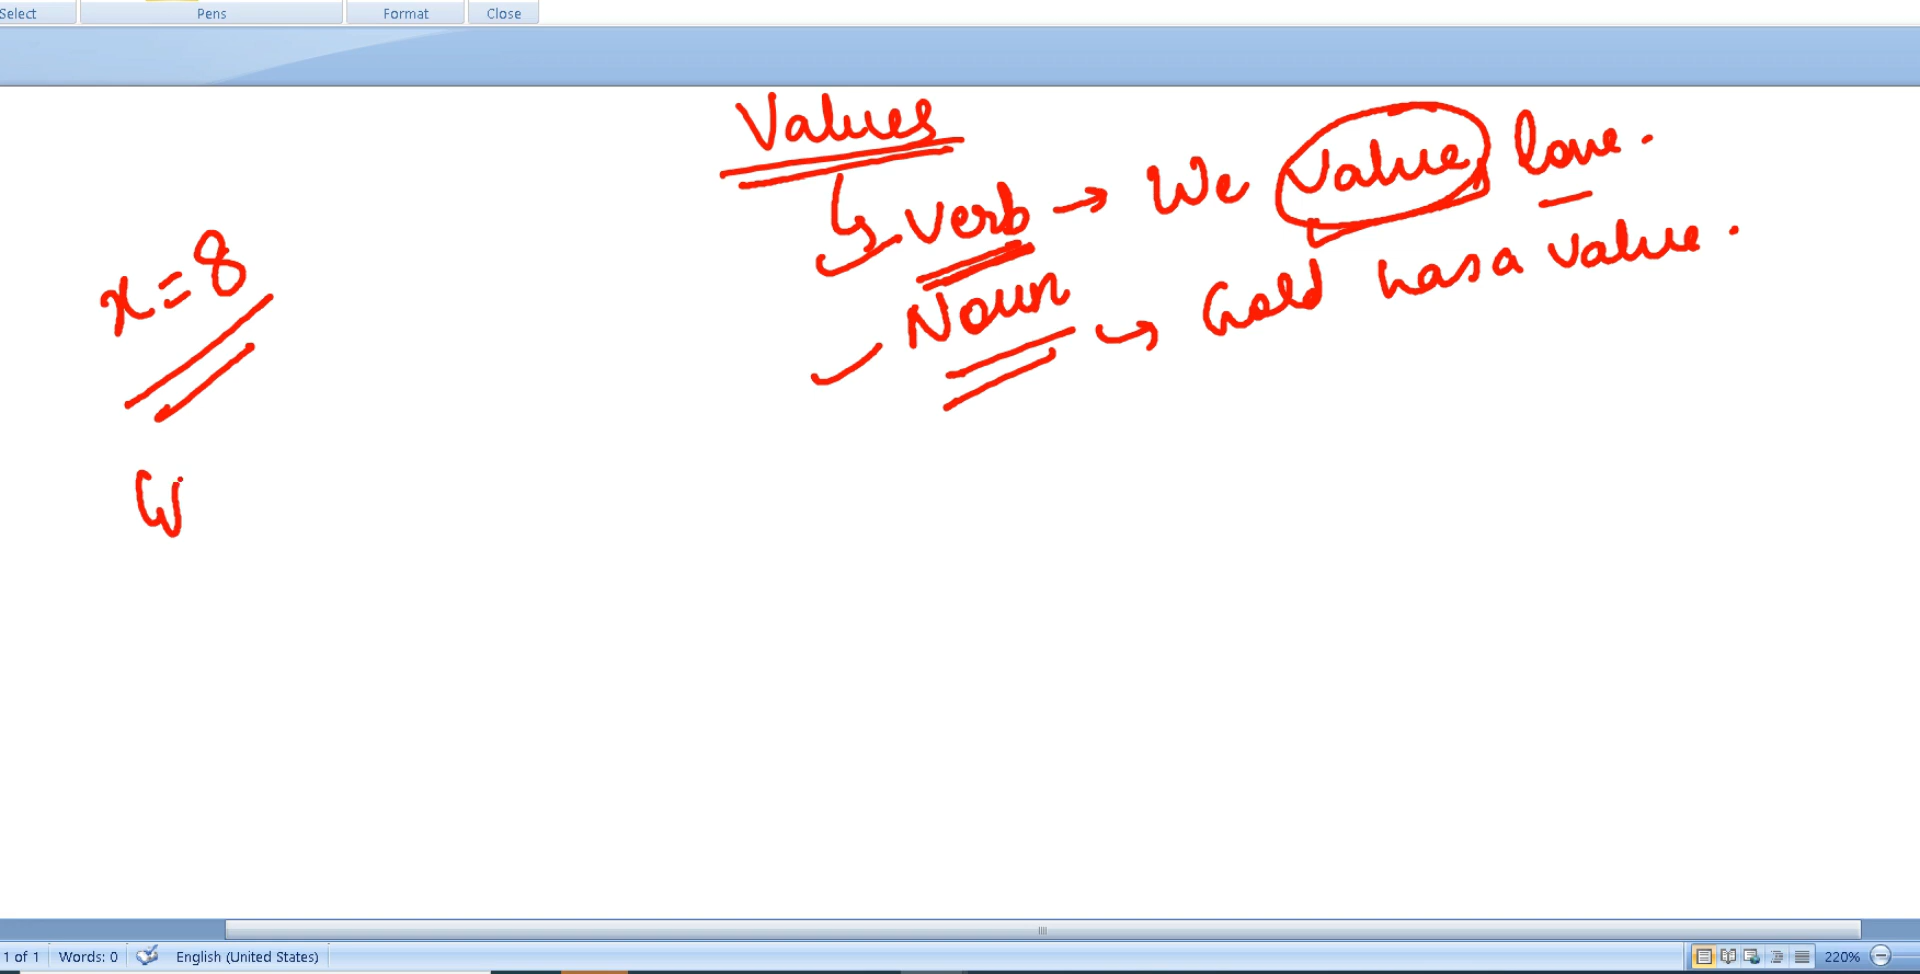 Select Pens Format Close
Values
Verb → We value love.
Noun → Gold has a value.
x = 8
W
1 of 1 Words: 0 English (United States) 220%